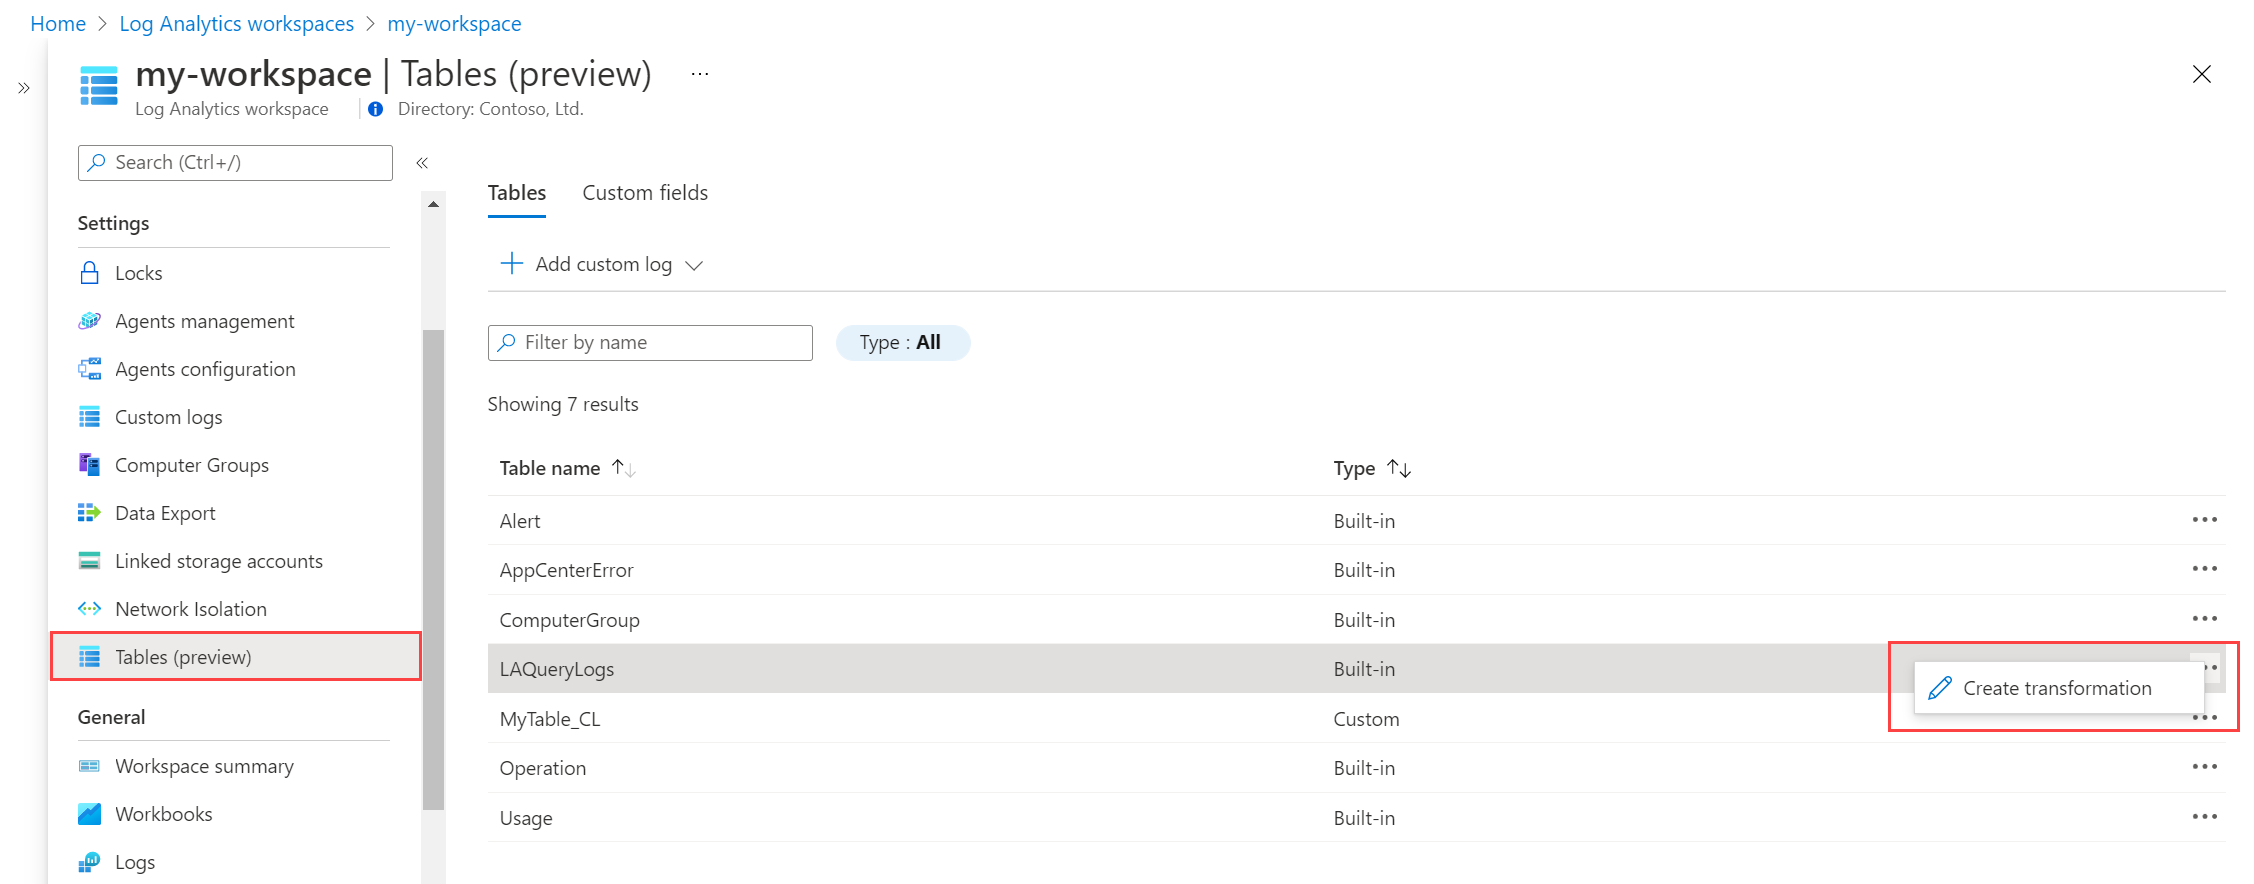 Home > Log Analytics workspaces > my-workspace
my-workspace | Tables (preview) ...
Log Analytics workspace | Directory: Contoso, Ltd.
Search (Ctrl+/)
Settings
Locks
Agents management
Agents configuration
Custom logs
Computer Groups
Data Export
Linked storage accounts
Network Isolation
Tables (preview)
General
Workspace summary
Workbooks
Logs
Tables Custom fields
Add custom log
Filter by name Type : All
Showing 7 results
Table name Type
Alert Built-in
AppCenterError Built-in
ComputerGroup Built-in
LAQueryLogs Built-in
Create transformation
MyTable_CL Custom
Operation Built-in
Usage Built-in